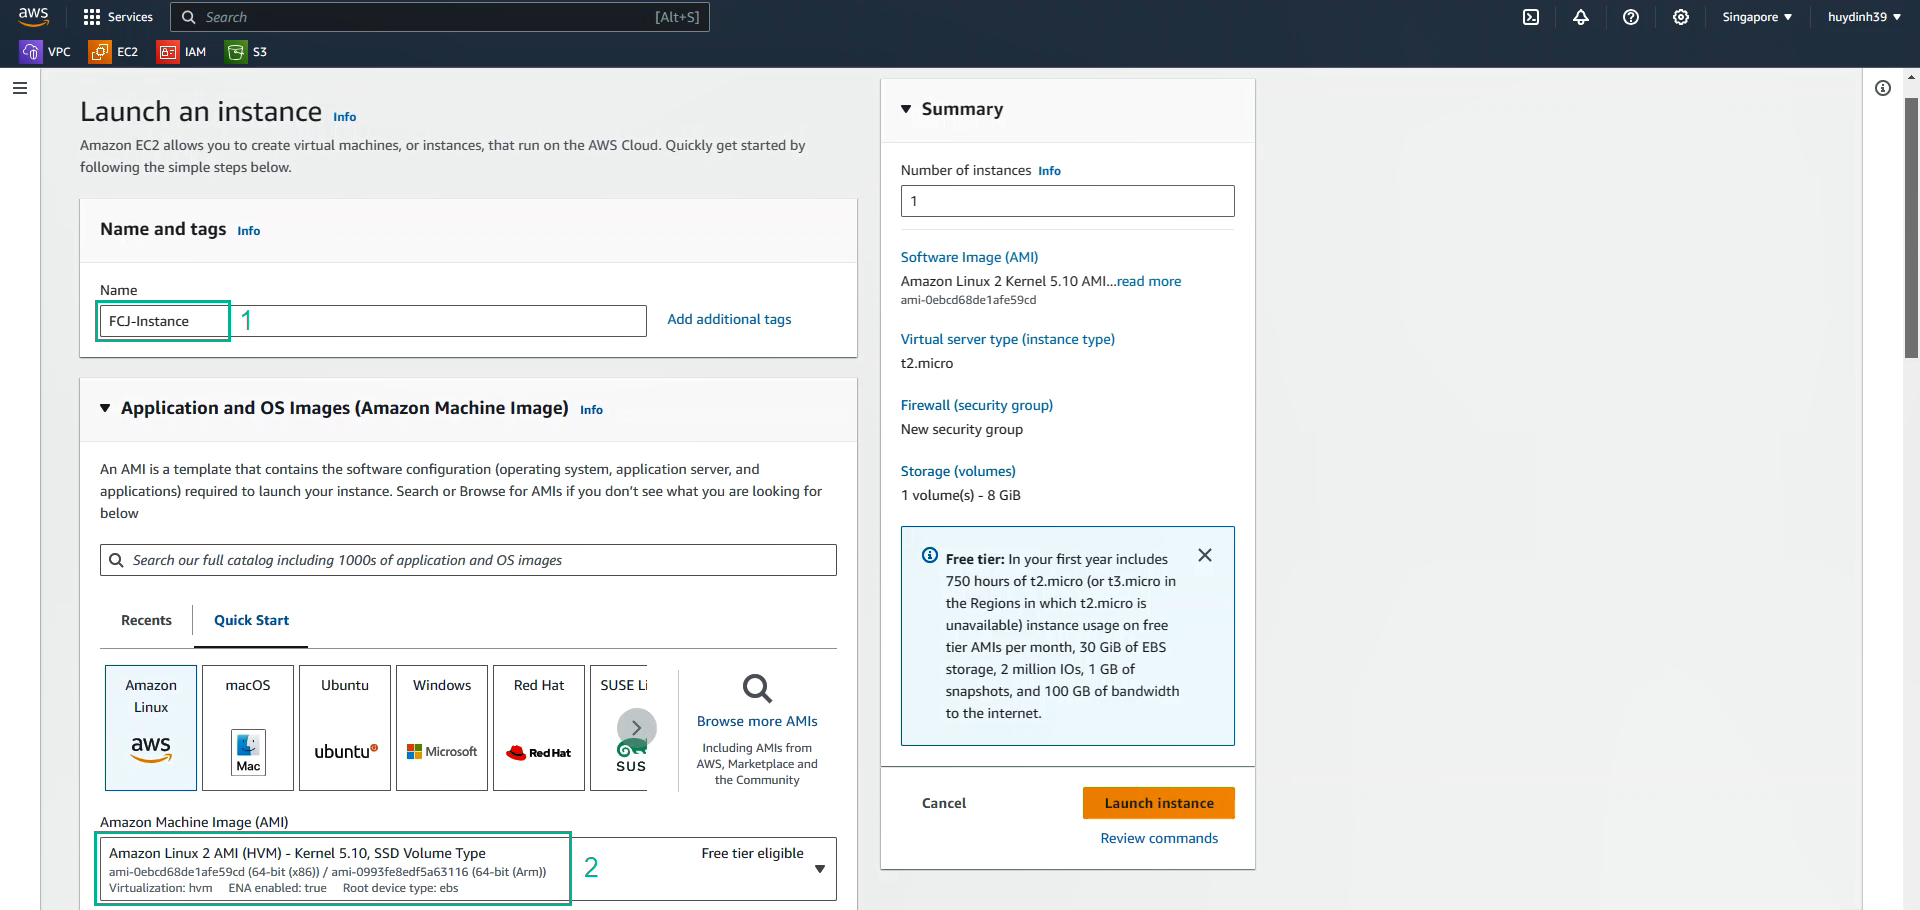 aws
Services
Search
[Alt+S]
Singapore
huydinh39
VPC
EC2
IAM
S3
Launch an instance Info
Amazon EC2 allows you to create virtual machines, or instances, that run on the AWS Cloud. Quickly get started by
following the simple steps below.
Name and tags Info
Name
FCJ-Instance
1
Add additional tags
Application and OS Images (Amazon Machine Image) Info
An AMI is a template that contains the software configuration (operating system, application server, and
applications) required to launch your instance. Search or Browse for AMIs if you don't see what you are looking for
below
Search our full catalog including 1000s of application and OS images
Recents
Quick Start
Amazon
Linux
aws
macOS
Mac
Ubuntu
ubuntu
Windows
Microsoft
Red Hat
Red Hat
SUSE Li
SUS
Browse more AMIs
Including AMIs from
AWS, Marketplace and
the Community
Amazon Machine Image (AMI)
Amazon Linux 2 AMI (HVM) - Kernel 5.10, SSD Volume Type
Free tier eligible
ami-0ebcd68de1afe59cd (64-bit (x86)) / ami-0993fe8edf5a63116 (64-bit (Arm))
Virtualization: hvm ENA enabled: true Root device type: ebs
2
Summary
Number of instances Info
1
Software Image (AMI)
Amazon Linux 2 Kernel 5.10 AMI...read more
ami-0ebcd68de1afe59cd
Virtual server type (instance type)
t2.micro
Firewall (security group)
New security group
Storage (volumes)
1 volume(s) - 8 GiB
Free tier: In your first year includes
750 hours of t2.micro (or t3.micro in
the Regions in which t2.micro is
unavailable) instance usage on free
tier AMIs per month, 30 GiB of EBS
storage, 2 million IOs, 1 GB of
snapshots, and 100 GB of bandwidth
to the internet.
Cancel
Launch instance
Review commands